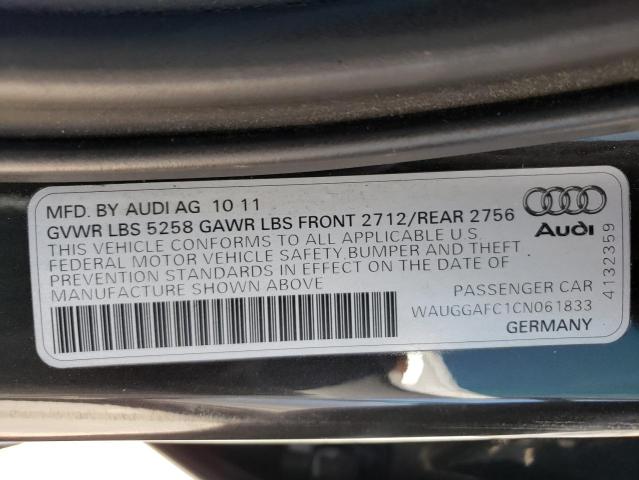 MFD. BY AUDI AG 10 11
GVWR LBS 5258 GAWR LBS FRONT 2712/REAR 2756
THIS VEHICLE CONFORMS TO ALL APPLICABLE U S.
FEDERAL MOTOR VEHICLE SAFETY,BUMPER AND THEFT
PREVENTION STANDARDS IN EFFECT ON THE DATE OF
MANUFACTURE SHOWN ABOVE
PASSENGER CAR
WAUGGAFC1CN061833
GERMANY
Audi
4132359